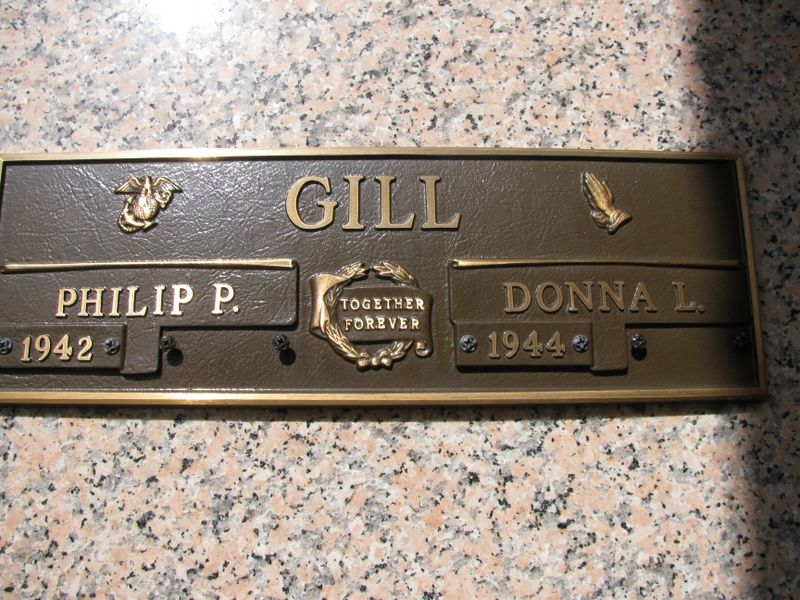 GILL
PHILIP P.
1942
TOGETHER
FOREVER
DONNA L.
1944